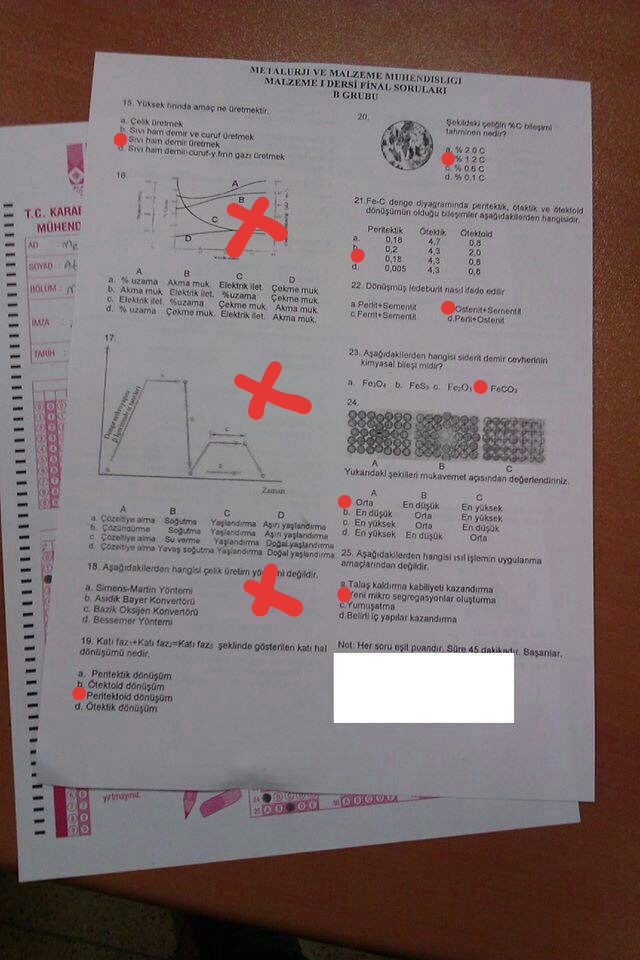 METALURJI VE MALZEME MUHENDISLIGI
MALZEME I DERSİ FİNAL SORULARI
B GRUBU
15. Yüksek fırında amaç ne üretmektir.
a. Çelik üretmek
b. Sıvı ham demir ve curuf üretmek
Sıvı ham demir üretmek
d. Sıvı ham demir-curuf-y.fırın gazı üretmek
16.
A
B
C
D
A B C D
a. % uzama Akma muk. Elektrik ilet. Çekme muk.
b. Akma muk. Elektrik ilet. %uzama Çekme muk.
c. Elektrik ilet. %uzama Çekme muk. Akma muk.
d. % uzama Çekme muk. Elektrik ilet. Akma muk.
17.
Zaman
A B C D
a. Çözeltiye alma Soğutma Yaşlandırma Aşırı yaşlandırma
b. Çözündürme Soğutma Yaşlandırma Aşırı yaşlandırma
c. Çözeltiye alma Su verme Yaşlandırma Doğal yaşlandırma
d. Çözeltiye alma Yavaş soğutma Yaşlandırma Doğal yaşlandırma
18. Aşağıdakilerden hangisi çelik üretim değildir.
a. Simens-Martin Yöntemi
b. Asidik Bayer Konvertörü
c. Bazik Oksijen Konvertörü
d. Bessemer Yöntemi
19. Katı faz₁+Katı faz₂=Katı faz₃ şeklinde gösterilen katı hal
dönüşümü nedir.
a. Peritektik dönüşüm
b. Ötektoid dönüşüm
Peritektoid dönüşüm
d. Ötektik dönüşüm
20.
Şekildeki çeliğin %C bileşimi
tahminen nedir?
a. % 2.0 C
% 1.2 C
c. % 0.6 C
d. % 0.1 C
21.Fe-C denge diyagramında peritektik, ötektik ve ötektoid
dönüşümün olduğu bileşimler aşağıdakilerden hangisidir.
Peritektik Ötektik Ötektoid
a. 0,18 4,7 0,8
b. 0,2 4,3 2,0
0,18 4,3 0,8
d. 0,005 4,3 0,8
22. Dönüşmüş ledeburit nasıl ifade edilir
a.Perlit+Sementit Ostenit+Sementit
c.Ferrit+Sementit d.Perli+Ostenit
23. Aşağıdakilerden hangisi siderit demir cevherinin
kimyasal bileşi midir?
a. Fe₃O₄ b. FeS₃ c. Fe₂O₃ FeCO₃
24.
A B C
Yukarıdaki şekilleri mukavemet açısından değerlendiriniz.
A B C
Orta En düşük En yüksek
b. En düşük Orta En yüksek
c. En yüksek Orta En düşük
d. En yüksek En düşük Orta
25. Aşağıdakilerden hangisi ısıl işlemin uygulanma
amaçlarından değildir.
a.Talaş kaldırma kabiliyeti kazandırma
Yeni mikro segregasyonlar oluşturma
c.Yumuşatma
d.Belirli iç yapılar kazandırma
Not: Her soru eşit puandır. Süre 45 dakikadır. Başarılar.
T.C. KARAB
MÜHEND
AD
SOYAD
BÖLÜM :
İMZA
TARİH
yırtmayınız.
24
25